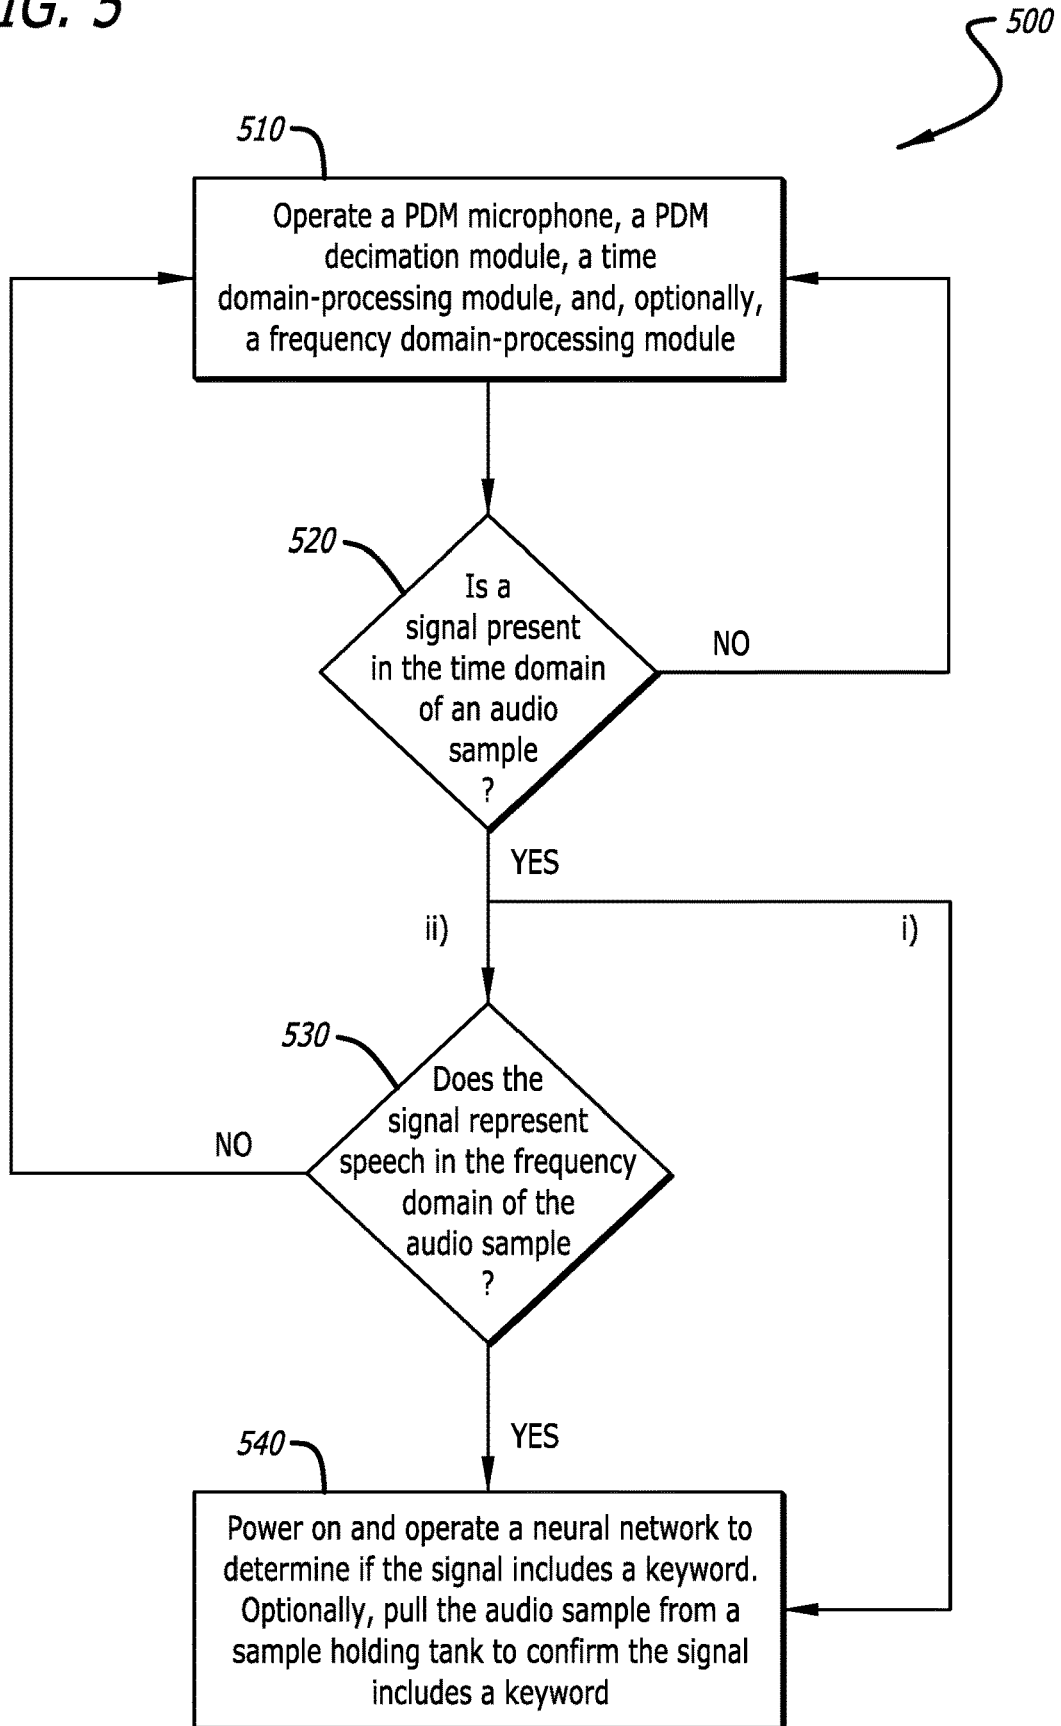 IG. 5
500
510
Operate a PDM microphone, a PDM
decimation module, a time
domain-processing module, and, optionally,
a frequency domain-processing module
520
Is a
signal present
in the time domain
of an audio
sample
?
NO
YES
ii)
i)
530
Does the
signal represent
speech in the frequency
domain of the
audio sample
?
NO
YES
540
Power on and operate a neural network to
determine if the signal includes a keyword.
Optionally, pull the audio sample from a
sample holding tank to confirm the signal
includes a keyword